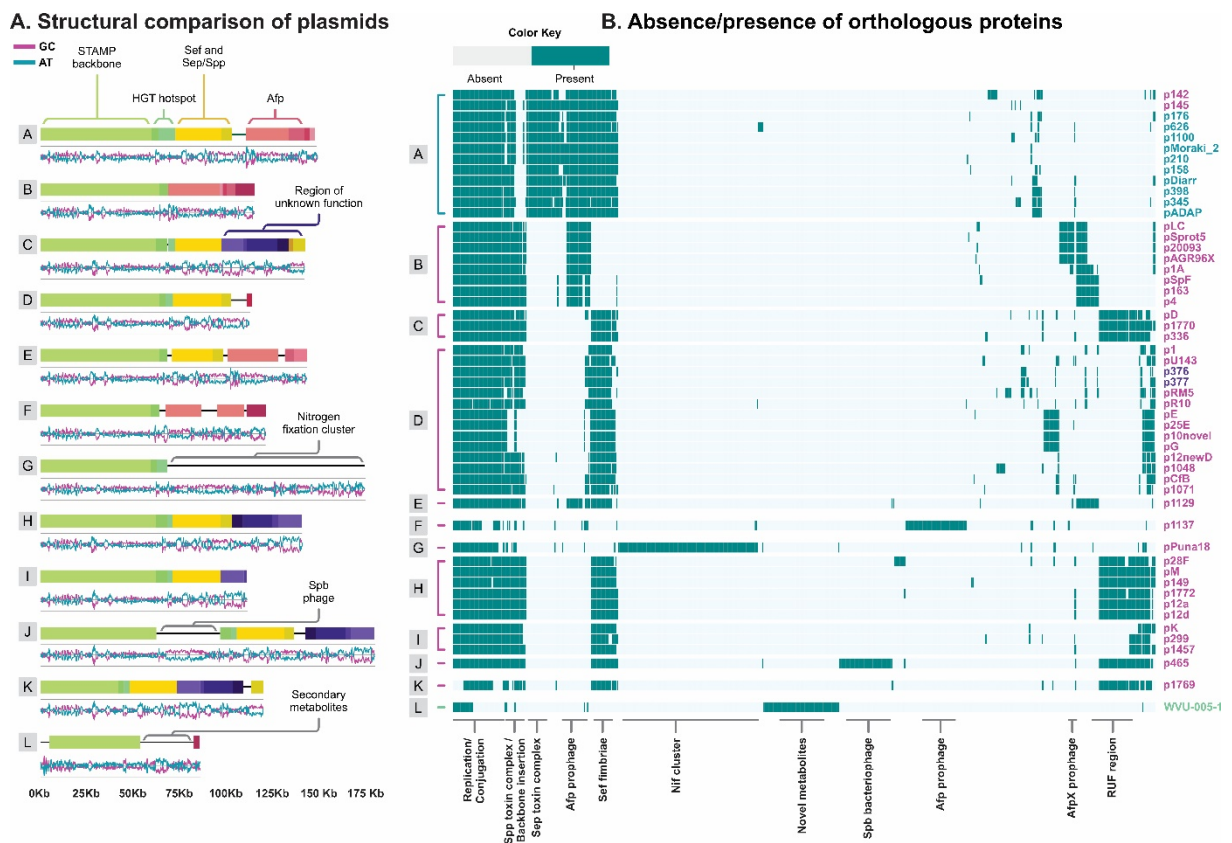 A. Structural comparison of plasmids
GC
AT
STAMP
backbone
Sef and
Sep/Spp
HGT hotspot
Afp
A
B
Region of
unknown function
C
D
E
F
Nitrogen
fixation cluster
G
H
I
Spb
phage
J
K
Secondary
metabolites
L
0Kb 25Kb 50Kb 75Kb 100Kb 125Kb 150 Kb 175 Kb
B. Absence/presence of orthologous proteins
Color Key
Absent Present
A
p142
p145
p176
p626
p1100
pMoraki_2
p210
p158
pDiarr
p398
p345
pADAP
B
pLC
pSprot5
p20093
pAGR96X
p1A
pSpF
p163
p4
C
pD
p1770
p336
D
p1
pU143
p376
p377
pRM5
pR10
pE
p25E
p10novel
pG
p12newD
p1048
pCfB
p1071
E
p1129
F
p1137
G
pPuna18
H
p28F
pM
p149
p1772
p12a
p12d
I
pK
p299
p1457
J
p465
K
p1769
L
WVU-005-1
Replication/
Conjugation
Spp toxin complex /
Backbone insertion
Sep toxin complex
Afp prophage
Sef fimbriae
Nif cluster
Novel metabolites
Spb bacteriophage
Afp prophage
AfpX prophage
RUF region